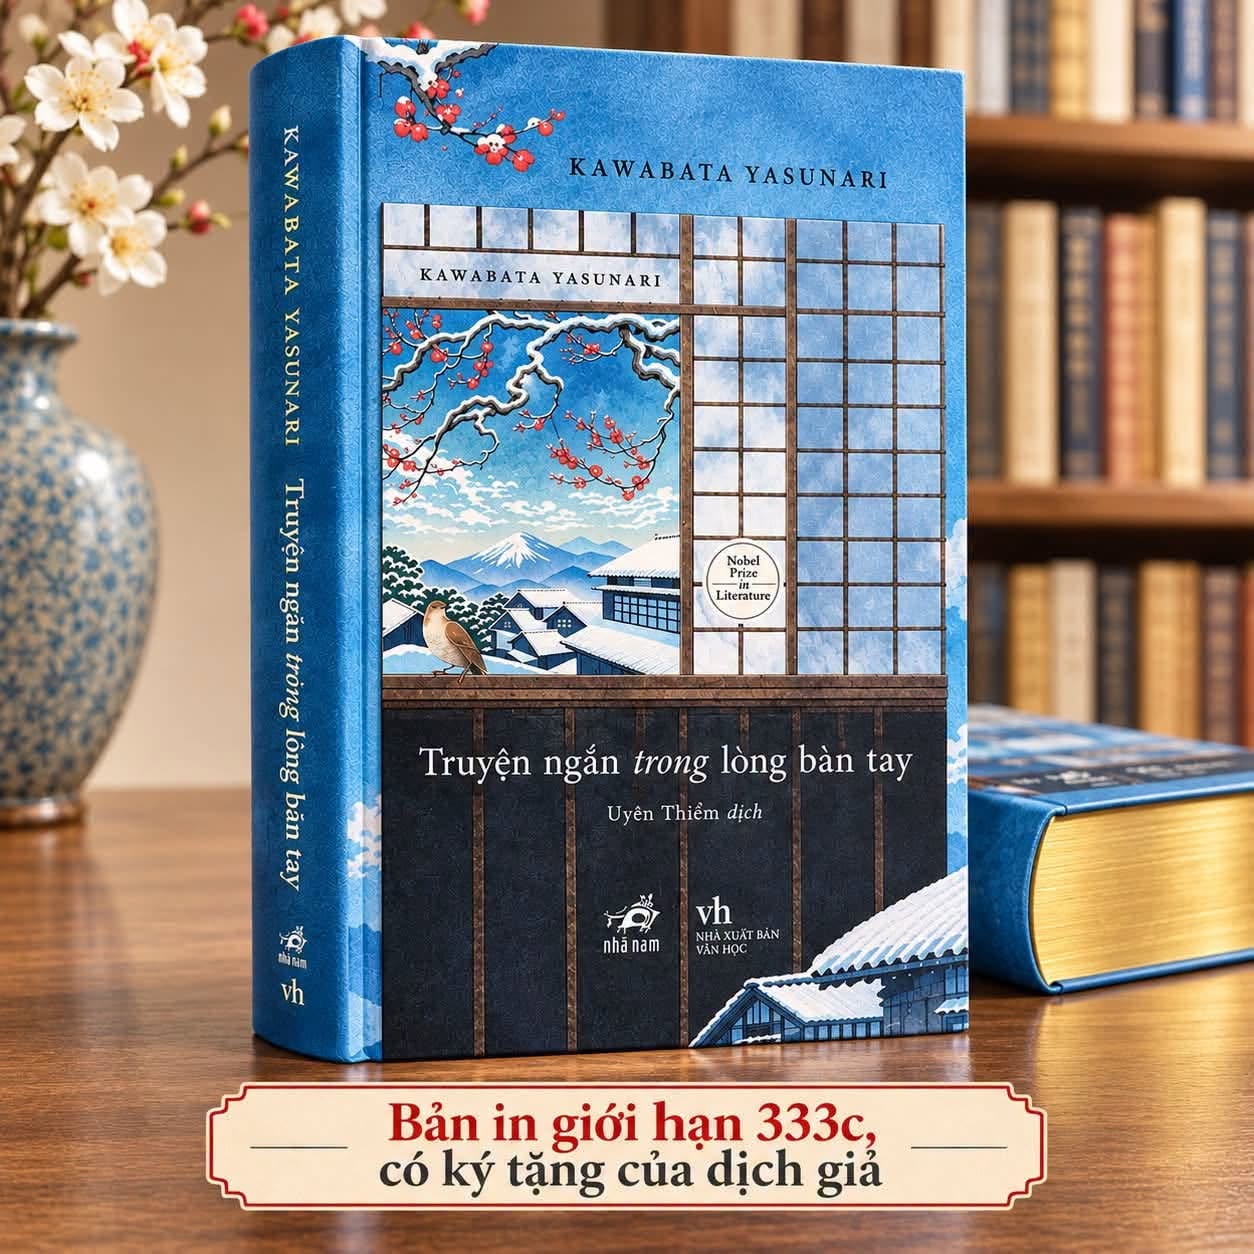 KAWABATA YASUNARI
Truyện ngắn trong lòng băn tay
nhã nam
vh
KAWABATA YASUNARI
KAWABATA YASUNARI
Nobel
Prize
in
Literature
Truyện ngắn trong lòng bàn tay
Uyên Thiểm dịch
nhã nam
vh
NHÀ XUẤT BẢN
VĂN HỌC
Bản in giới hạn 333c,
có ký tặng của dịch giả